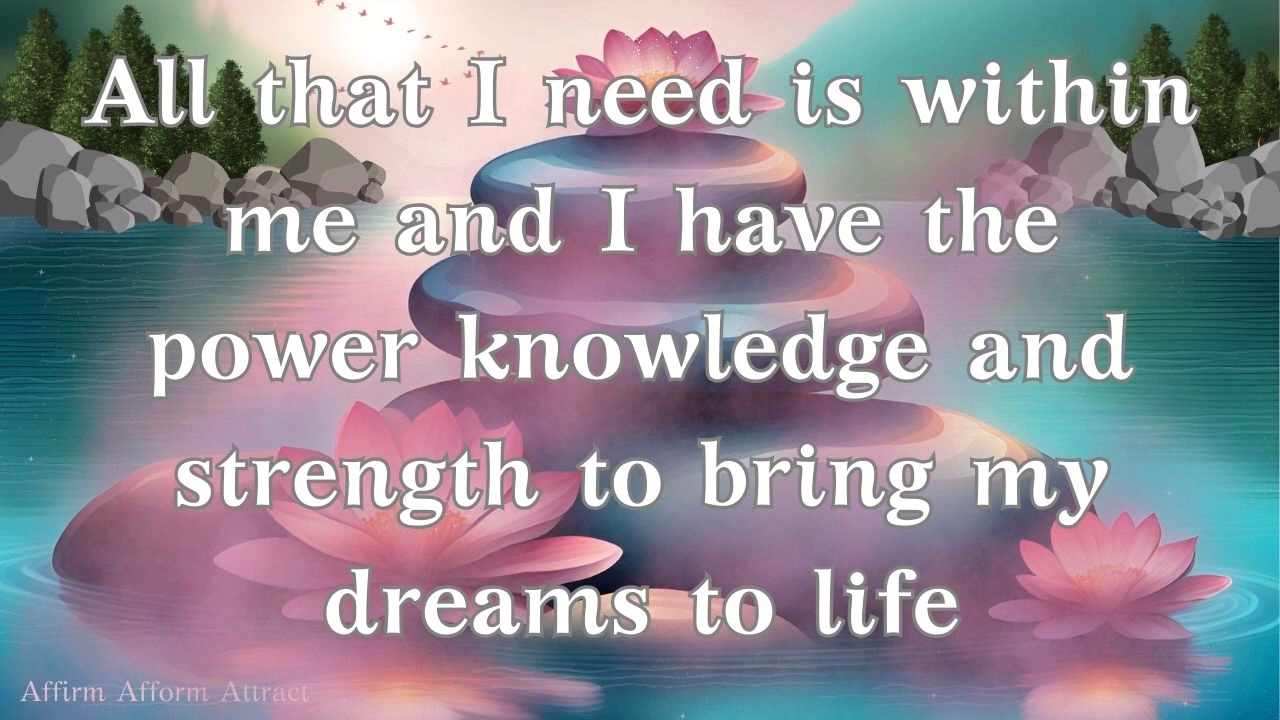 All that I need is within
me and I have the
power knowledge and
strength to bring my
dreams to life
Affirm Afform Attract